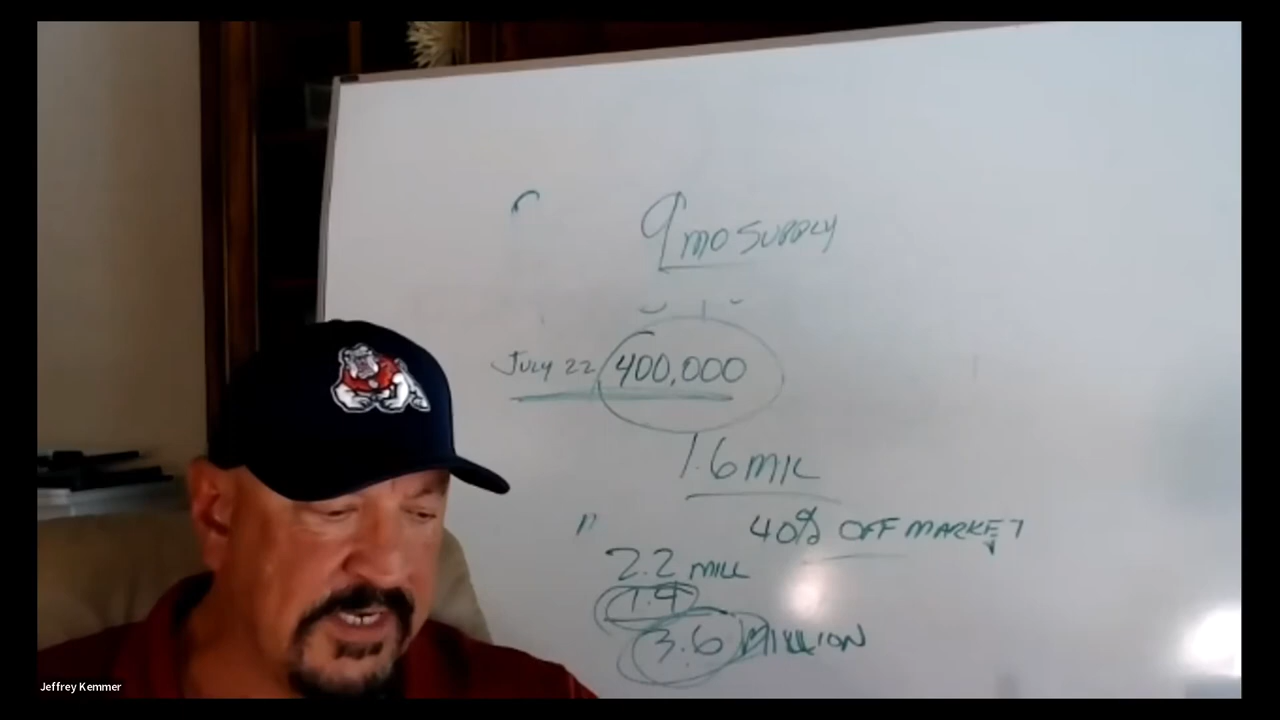 9 MO SUPPLY
JULY 22 400,000
1.6 MIL
40% OFF MARKET
2.2 MILL
1.9
3.6 MILLION
Jeffrey Kemmer